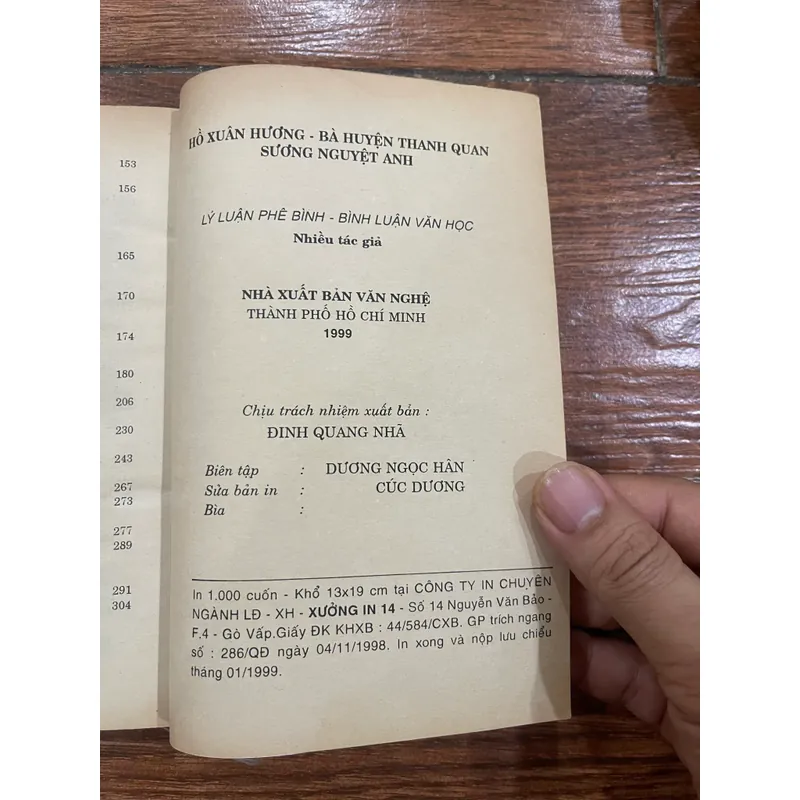 153
156
165
170
174
180
206
230
243
267
273
277
289
291
304
HỒ XUÂN HƯƠNG - BÀ HUYỆN THANH QUAN
SƯƠNG NGUYỆT ANH
LÝ LUẬN PHÊ BÌNH - BÌNH LUẬN VĂN HỌC
Nhiều tác giả
NHÀ XUẤT BẢN VĂN NGHỆ
THÀNH PHỐ HỒ CHÍ MINH
1999
Chịu trách nhiệm xuất bản :
ĐINH QUANG NHÃ
Biên tập : DƯƠNG NGỌC HÂN
Sửa bản in : CÚC DƯƠNG
Bìa :
In 1.000 cuốn - Khổ 13x19 cm tại CÔNG TY IN CHUYÊN
NGÀNH LĐ - XH - XƯỞNG IN 14 - Số 14 Nguyễn Văn Bảo -
F.4 - Gò Vấp.Giấy ĐK KHXB : 44/584/CXB. GP trích ngang
số : 286/QĐ ngày 04/11/1998. In xong và nộp lưu chiểu
tháng 01/1999.